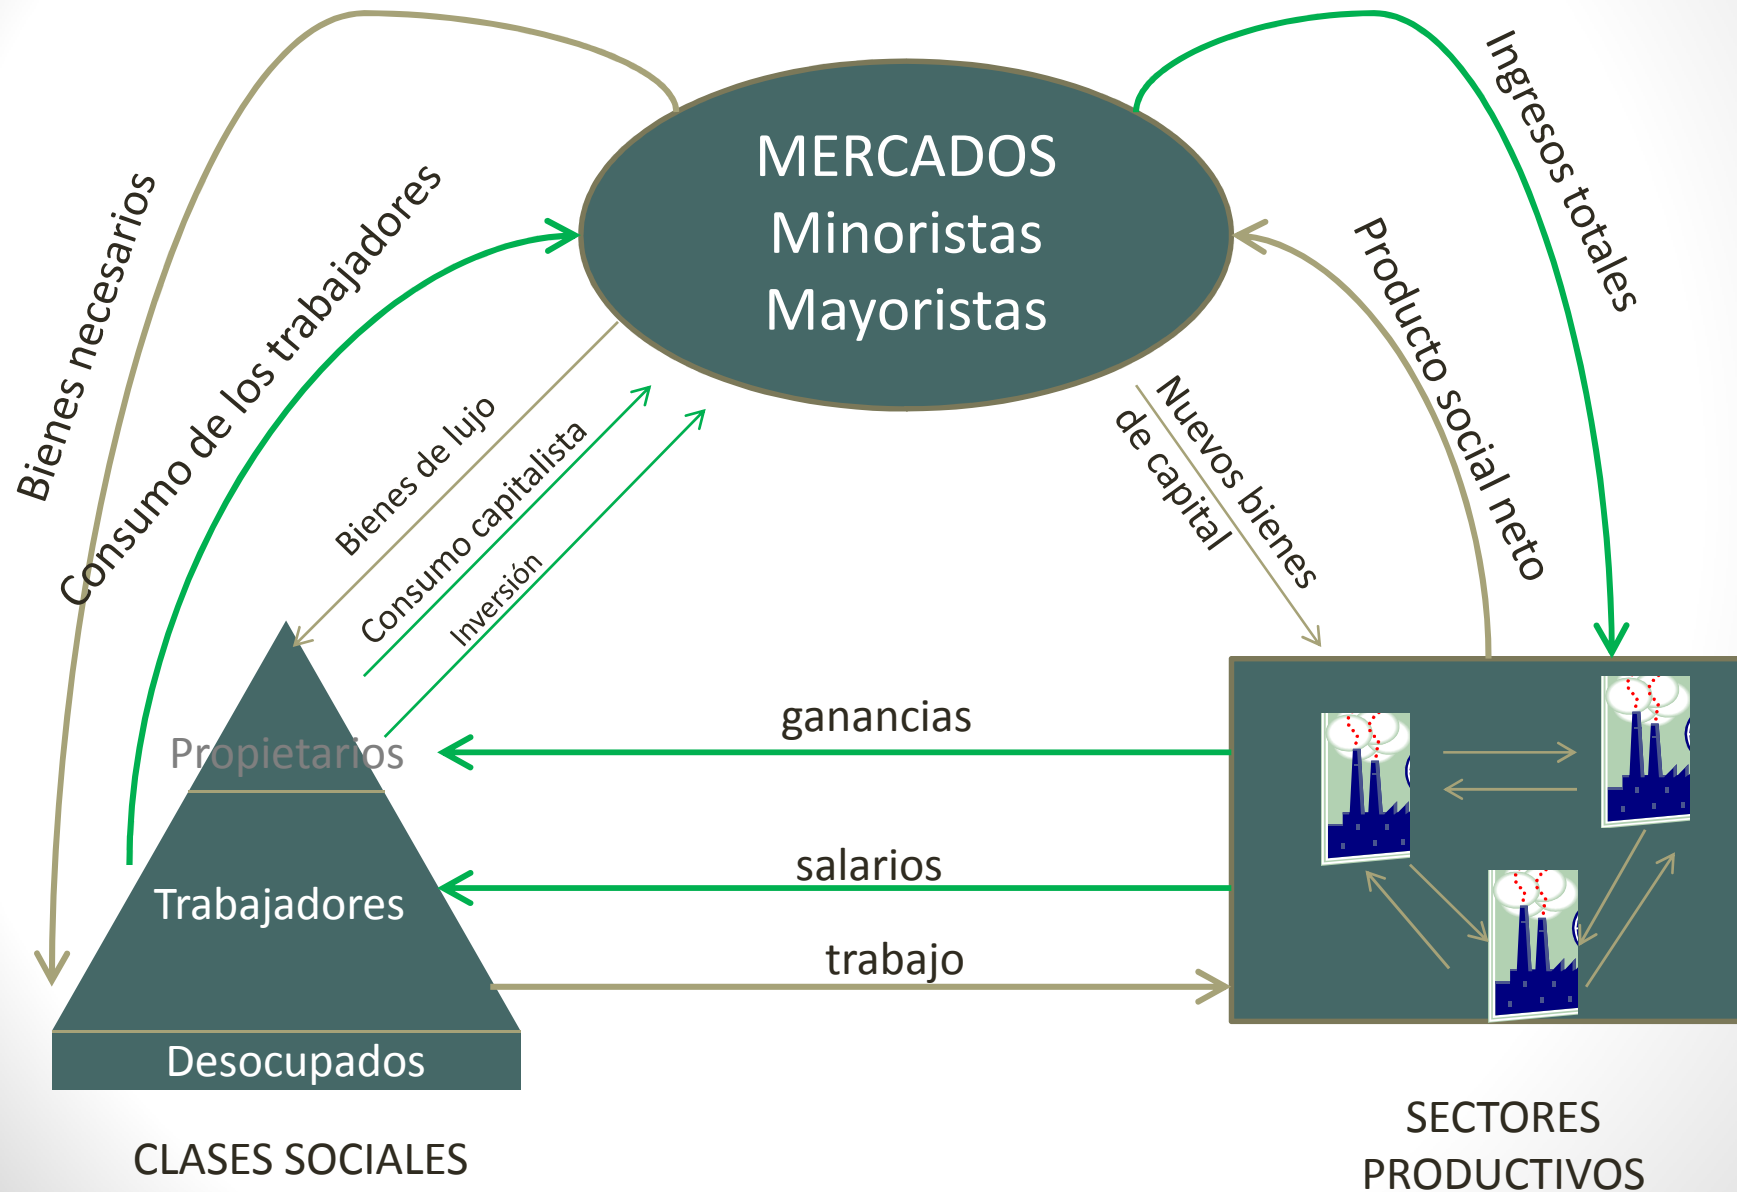 MERCADOS
Minoristas
Mayoristas
Bienes necesarios
Consumo de los trabajadores
Bienes de lujo
Consumo capitalista
Inversión
Nuevos bienes
de capital
Producto social neto
Ingresos totales
Propietarios
Trabajadores
Desocupados
ganancias
salarios
trabajo
CLASES SOCIALES
SECTORES
PRODUCTIVOS